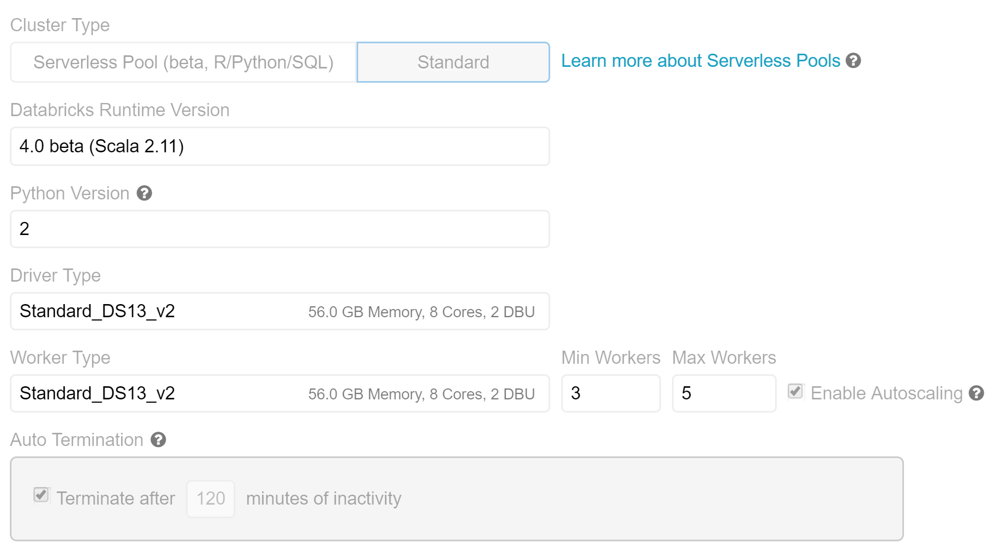 Cluster Type
Serverless Pool (beta, R/Python/SQL) Standard Learn more about Serverless Pools ?
Databricks Runtime Version
4.0 beta (Scala 2.11)
Python Version ?
2
Driver Type
Standard_DS13_v2 56.0 GB Memory, 8 Cores, 2 DBU
Worker Type Min Workers Max Workers
Standard_DS13_v2 56.0 GB Memory, 8 Cores, 2 DBU 3 5 Enable Autoscaling ?
Auto Termination ?
Terminate after 120 minutes of inactivity